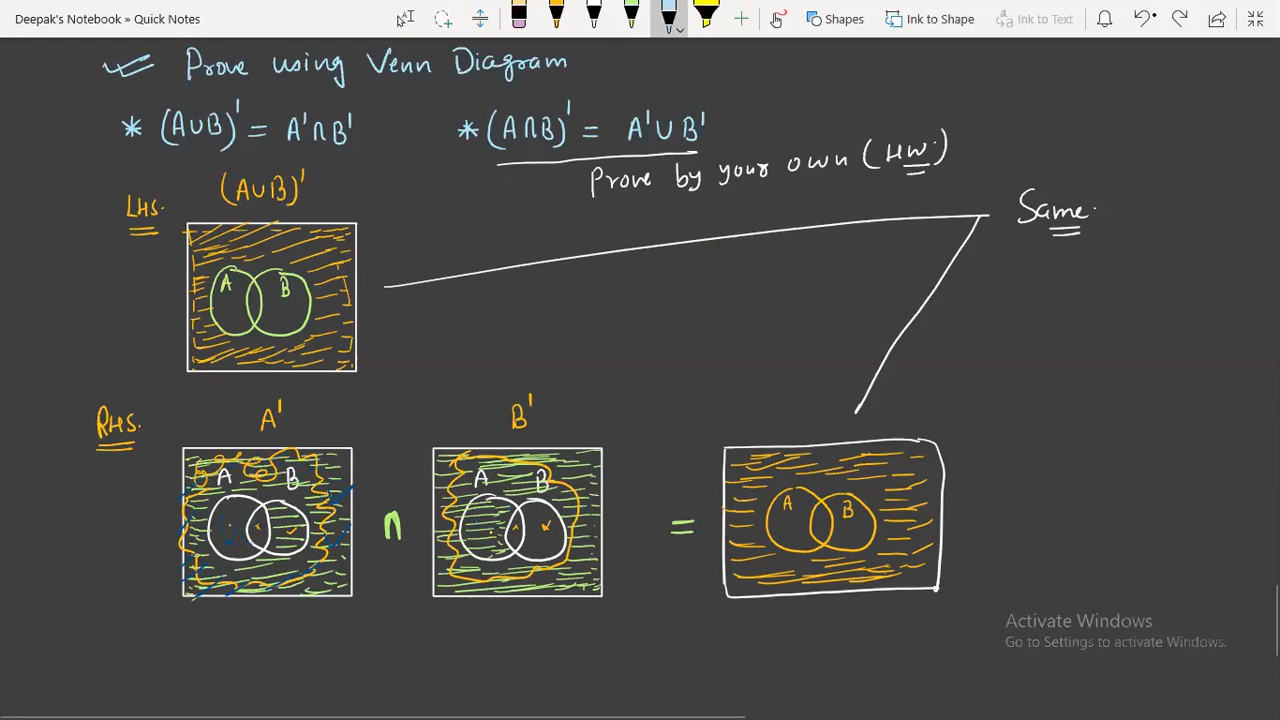 Deepak's Notebook » Quick Notes
Shapes
Ink to Shape
Ink to Text
Prove using Venn Diagram
* (A∪B)' = A'∩B' * (A∩B)' = A'∪B'
Prove by your own (HW.)
LHS. (A∪B)'
Same.
A B
RHS. A' B'
A B ∩ A B = A B
Activate Windows
Go to Settings to activate Windows.